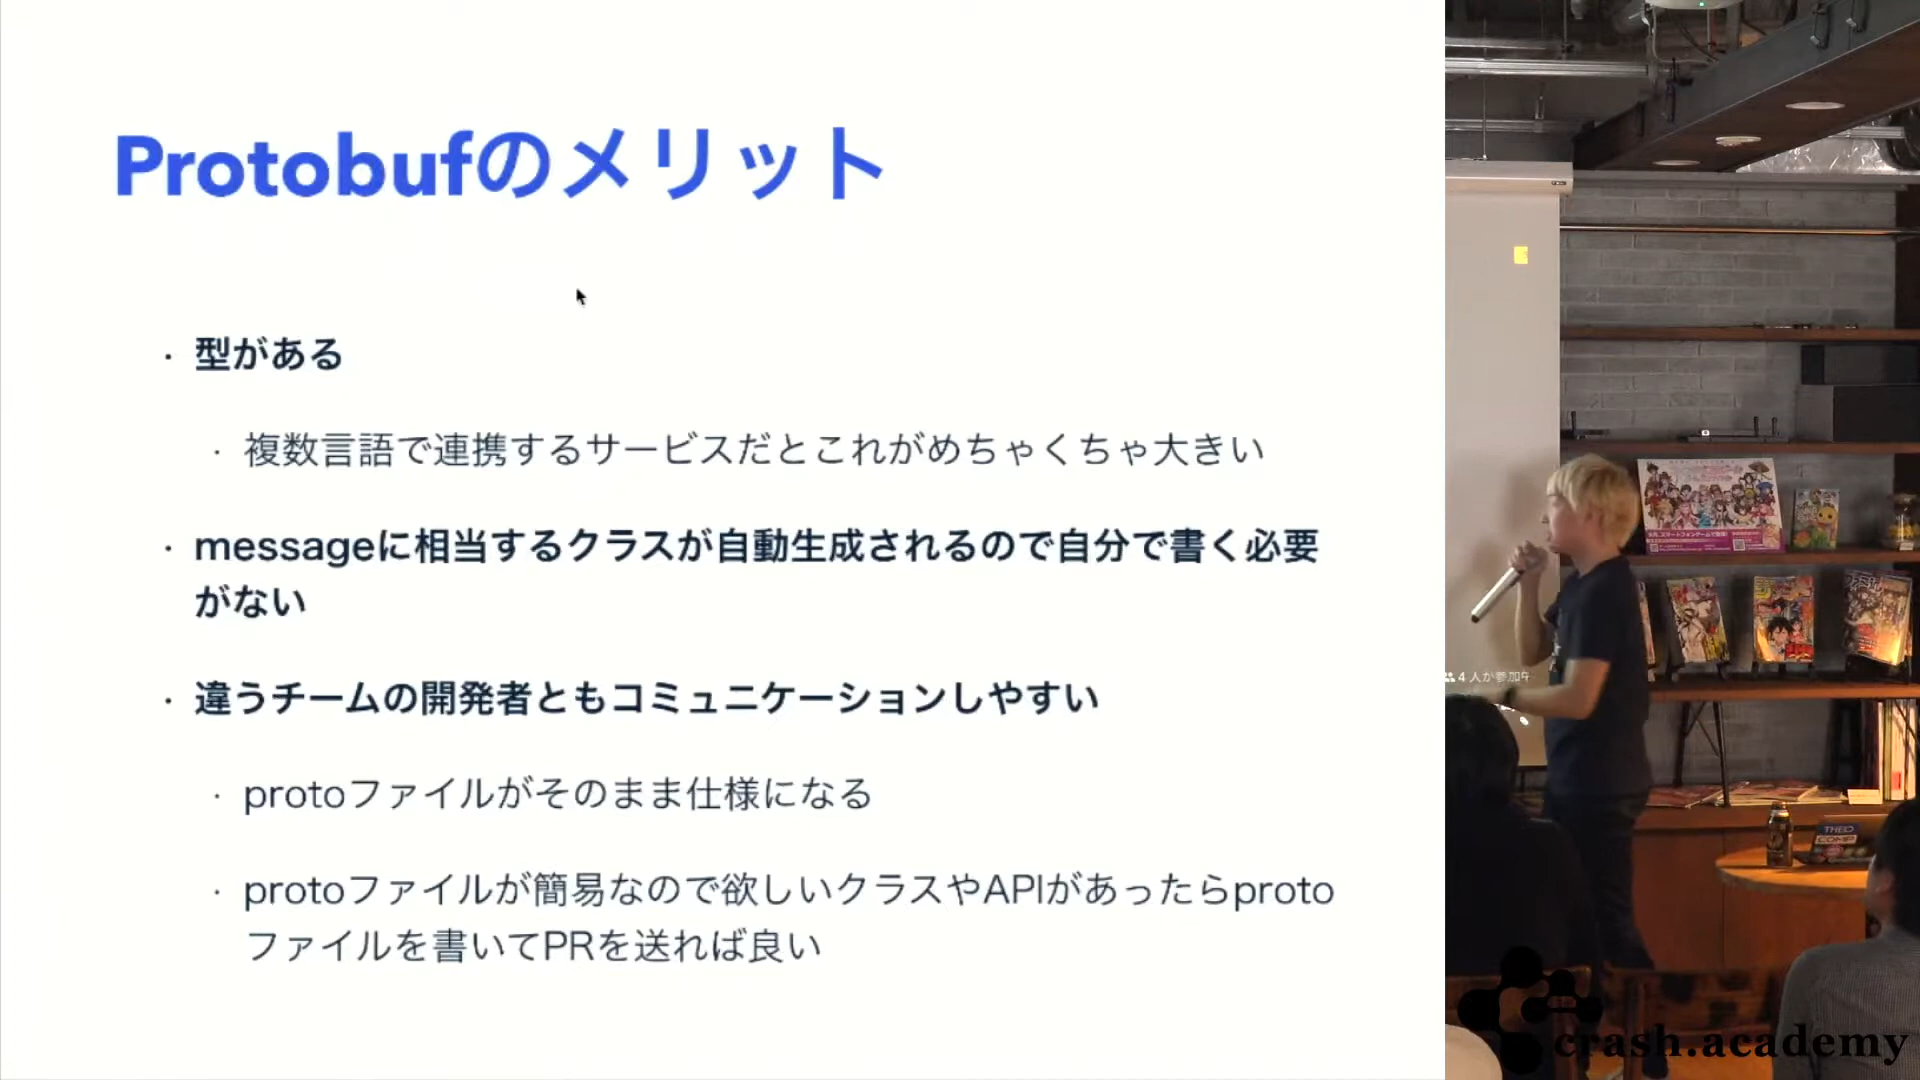 Protobufのメリット
・型がある
・複数言語で連携するサービスだとこれがめちゃくちゃ大きい
・messageに相当するクラスが自動生成されるので自分で書く必要
がない
・違うチームの開発者ともコミュニケーションしやすい
・protoファイルがそのまま仕様になる
・protoファイルが簡易なので欲しいクラスやAPIがあったらproto
ファイルを書いてPRを送れば良い
4 人が参加
THEO
crash.academy